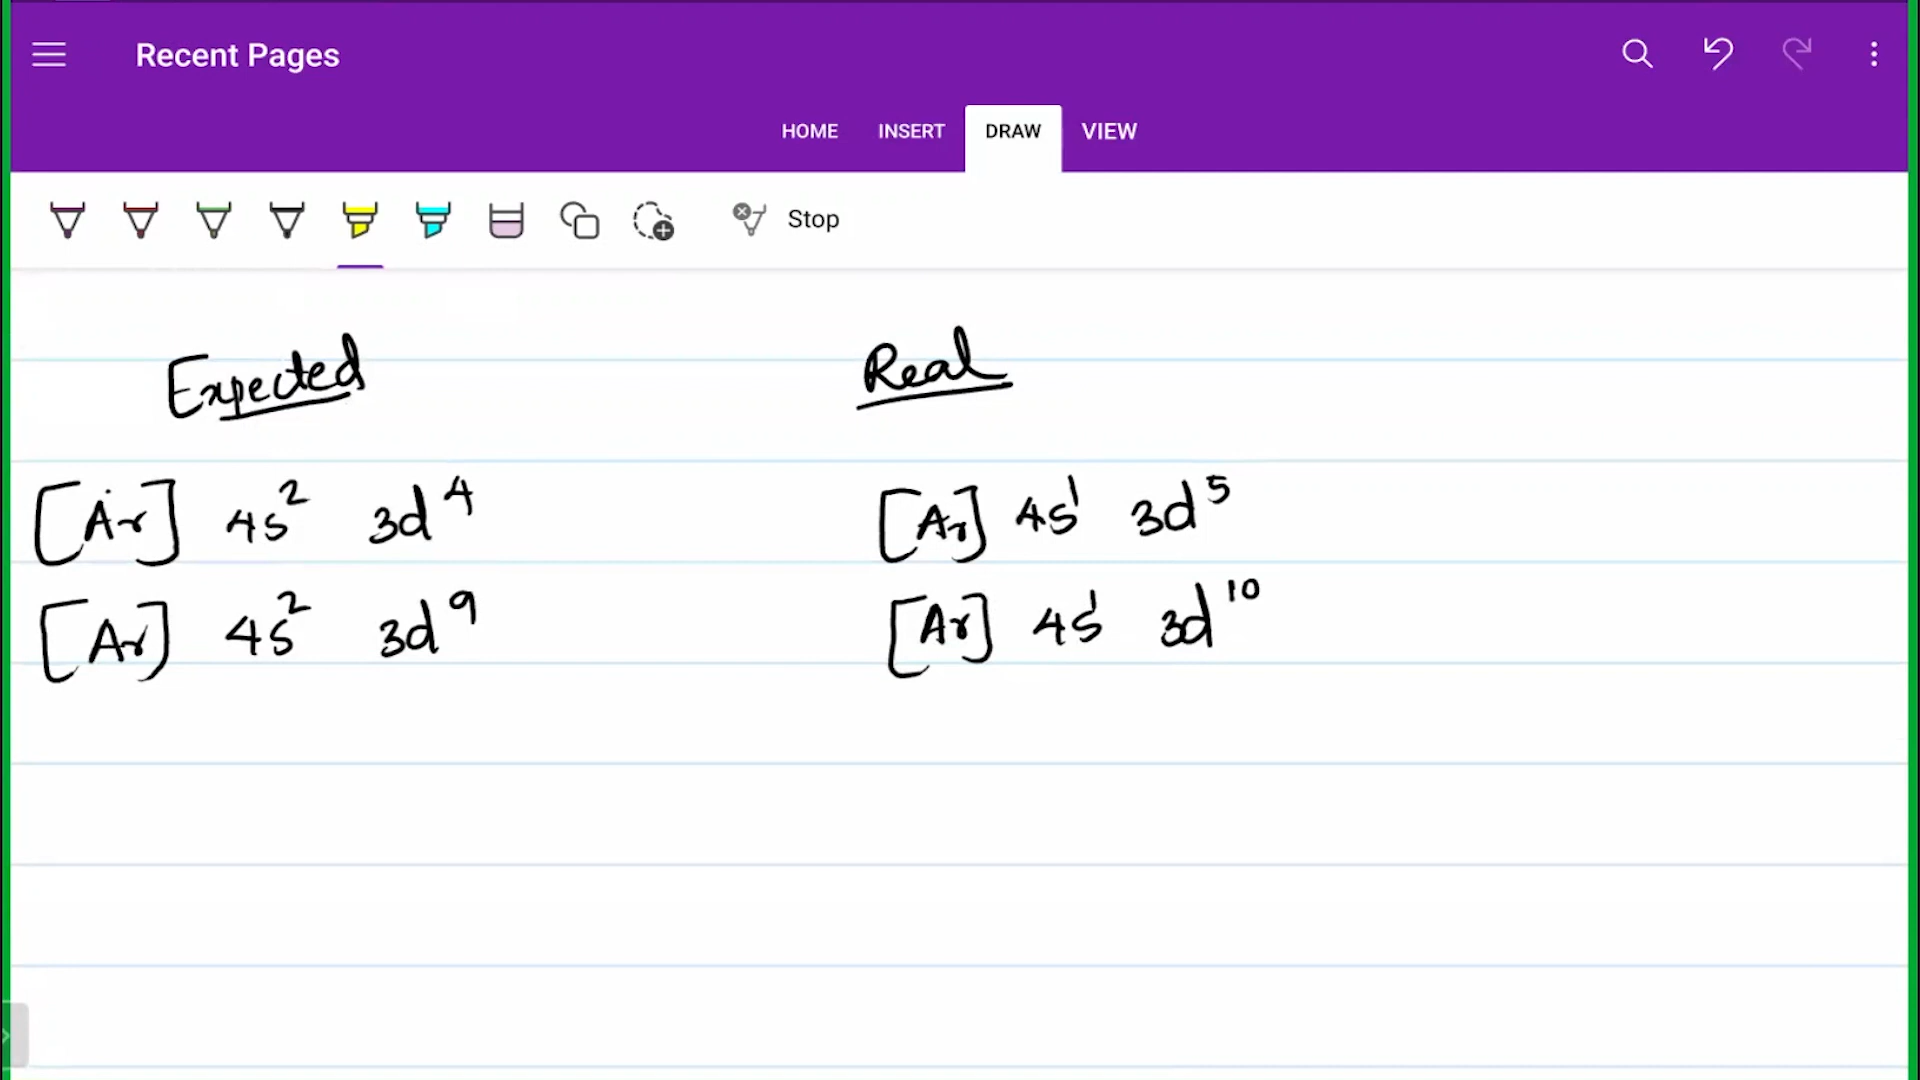 Recent Pages
HOME INSERT DRAW VIEW
Stop
Expected Real
[Ar] 4s² 3d⁴ [Ar] 4s¹ 3d⁵
[Ar] 4s² 3d⁹ [Ar] 4s¹ 3d¹⁰